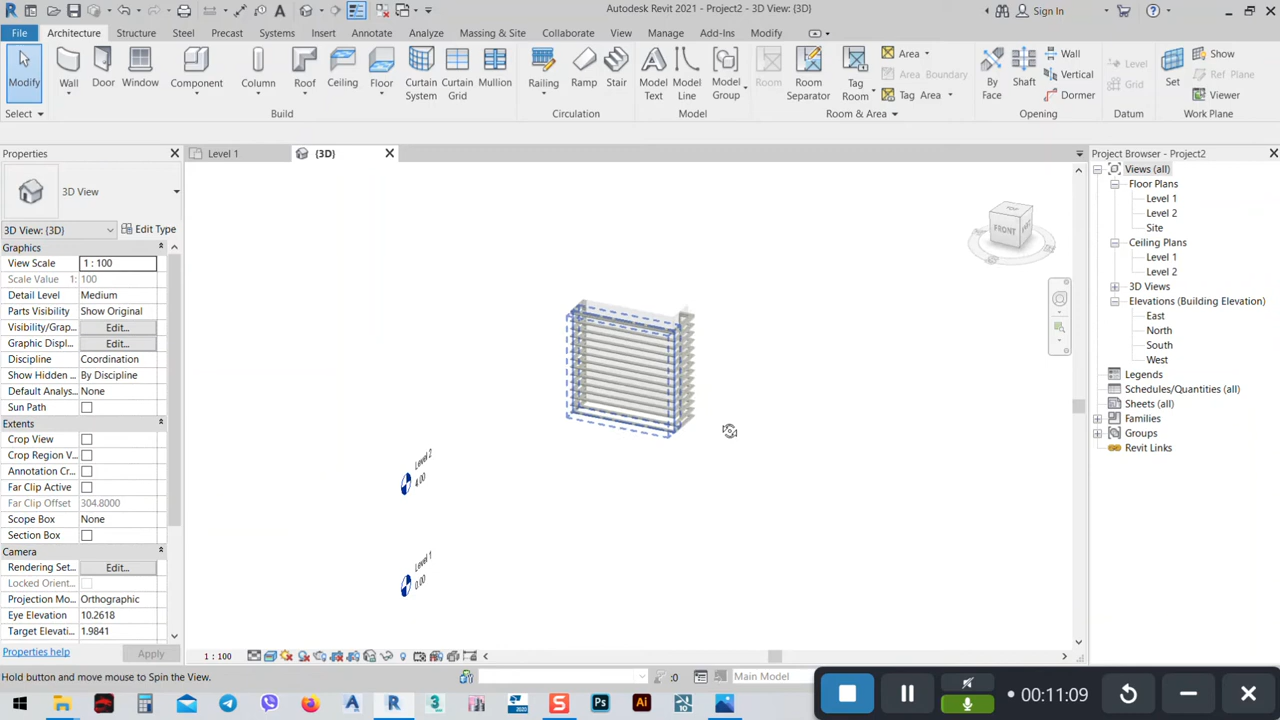 Autodesk Revit 2021 - Project2 - 3D View: {3D}
Sign In
File Architecture Structure Steel Precast Systems Insert Annotate Analyze Massing & Site Collaborate View Manage Add-Ins Modify
Modify Wall Door Window Component Column Roof Ceiling Floor Curtain System Curtain Grid Mullion Railing Ramp Stair Model Text Model Line Model Group Room Room Separator Tag Room
Area
Area Boundary
Tag Area
By Face Shaft
Wall
Vertical
Dormer
Level
Grid
Set
Show
Ref Plane
Viewer
Select Build Circulation Model Room & Area Opening Datum Work Plane
Properties
Level 1
{3D}
Project Browser - Project2
3D View
3D View: {3D} Edit Type
Graphics
View Scale 1 : 100
Scale Value 1: 100
Detail Level Medium
Parts Visibility Show Original
Visibility/Grap... Edit...
Graphic Displ... Edit...
Discipline Coordination
Show Hidden ... By Discipline
Default Analys... None
Sun Path
Extents
Crop View
Crop Region V...
Annotation Cr...
Far Clip Active
Far Clip Offset 304.8000
Scope Box None
Section Box
Camera
Rendering Set... Edit...
Locked Orient...
Projection Mo... Orthographic
Eye Elevation 10.2618
Target Elevati... 1.9841
Properties help Apply
TOP
FRONT
Level 2
4.00
Level 1
0.00
Views (all)
Floor Plans
Level 1
Level 2
Site
Ceiling Plans
Level 1
Level 2
3D Views
Elevations (Building Elevation)
East
North
South
West
Legends
Schedules/Quantities (all)
Sheets (all)
Families
Groups
Revit Links
1 : 100
Hold button and move mouse to Spin the View.
:0
Main Model
00:11:09